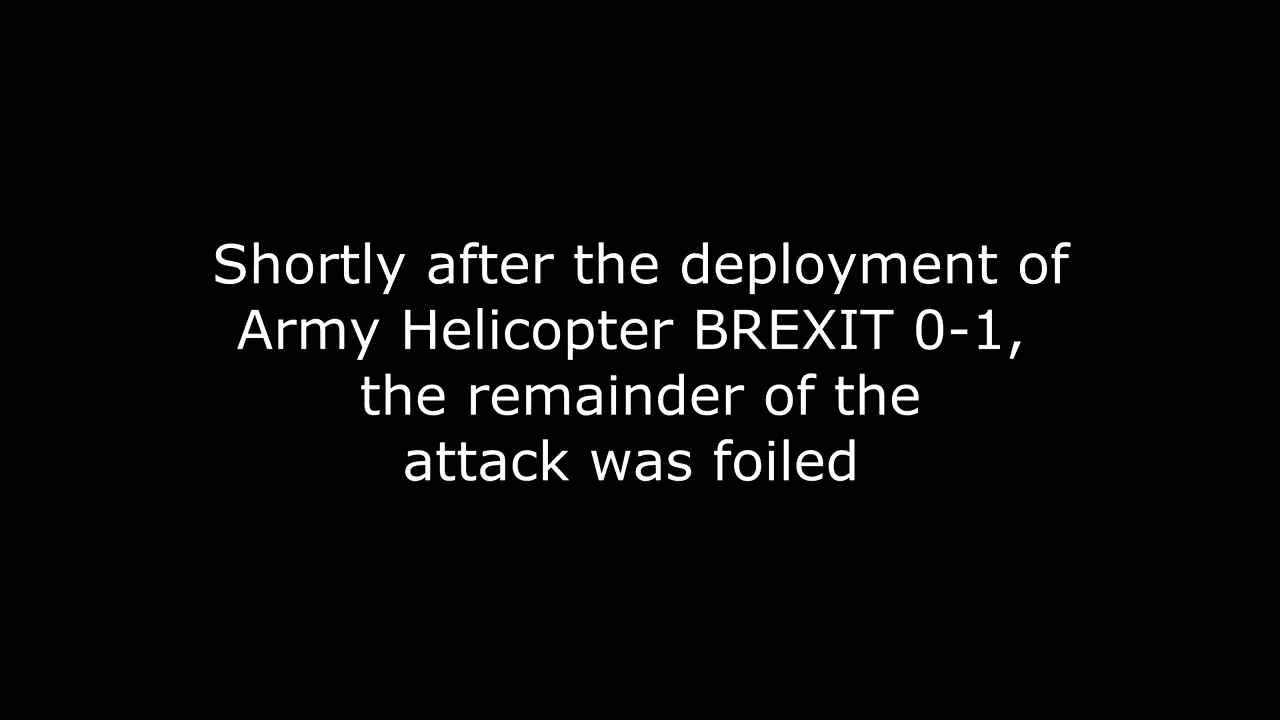 Shortly after the deployment of
Army Helicopter BREXIT 0-1,
the remainder of the
attack was foiled